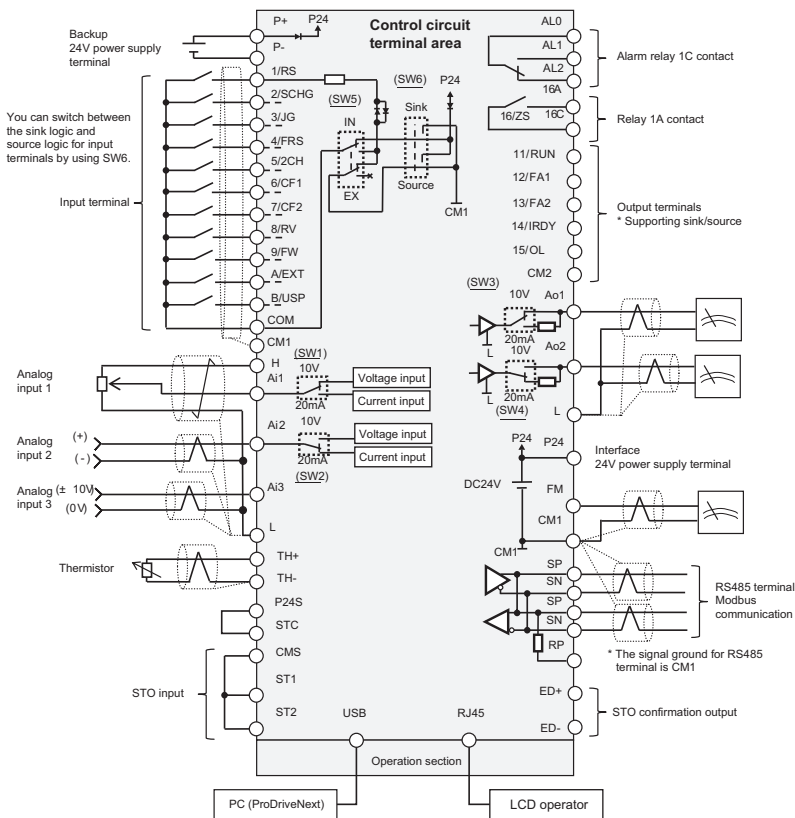 Control circuit
terminal area
Backup
24V power supply
terminal
P+
P24
P-
You can switch between
the sink logic and
source logic for input
terminals by using SW6.
Input terminal
1/RS
2/SCHG
3/JG
4/FRS
5/2CH
6/CF1
7/CF2
8/RV
9/FW
A/EXT
B/USP
COM
CM1
(SW5)
IN
EX
(SW6)
P24
Sink
Source
CM1
Analog
input 1
H
Ai1
(SW1)
10V
20mA
Voltage input
Current input
Analog
input 2
(+)
(-)
Ai2
10V
20mA
(SW2)
Voltage input
Current input
Analog
input 3
(± 10V)
(0V)
Ai3
L
Thermistor
TH+
TH-
P24S
STC
STO input
CMS
ST1
ST2
AL0
AL1
AL2
Alarm relay 1C contact
16A
16C
16/ZS
Relay 1A contact
11/RUN
12/FA1
13/FA2
14/IRDY
15/OL
CM2
Output terminals
* Supporting sink/source
(SW3)
10V
Ao1
L
20mA
10V
Ao2
L
20mA
(SW4)
L
P24
P24
Interface
24V power supply terminal
DC24V
FM
CM1
CM1
SP
SN
SP
SN
RP
RS485 terminal
Modbus
communication
* The signal ground for RS485
terminal is CM1
ED+
ED-
STO confirmation output
USB
RJ45
Operation section
PC (ProDriveNext)
LCD operator